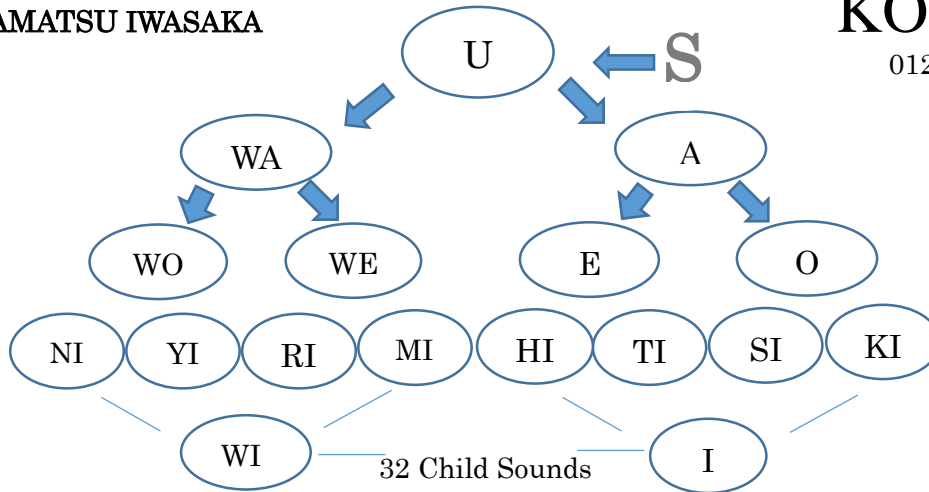 AMATSU IWASAKA
KO
012
U
S
WA
A
WO
WE
E
O
NI
YI
RI
MI
HI
TI
SI
KI
WI
32 Child Sounds
I